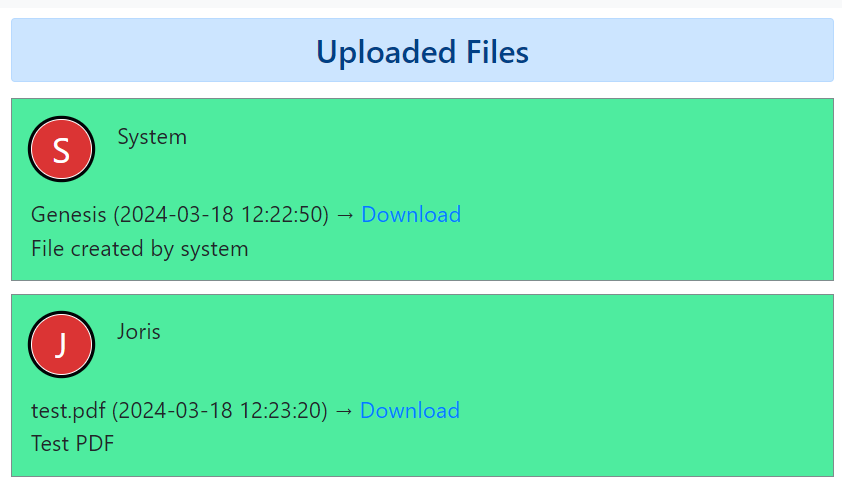 Uploaded Files
S
System
Genesis (2024-03-18 12:22:50) → Download
File created by system
J
Joris
test.pdf (2024-03-18 12:23:20) → Download
Test PDF